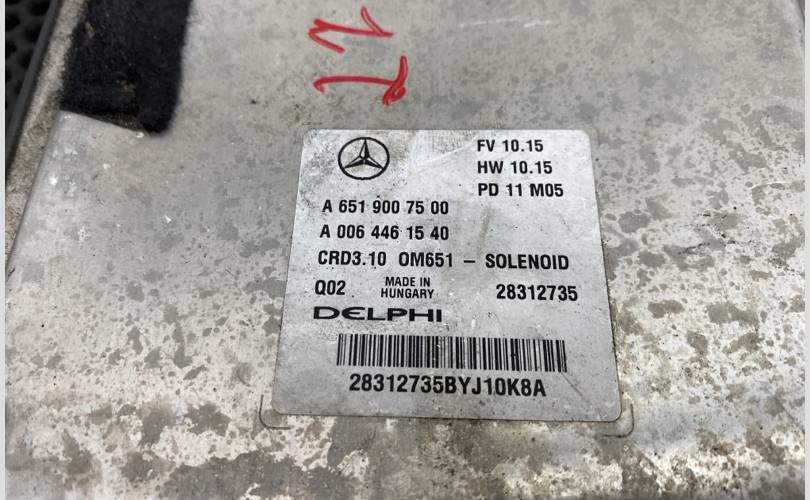 FV 10.15
HW 10.15
PD 11 M05
A 651 900 75 00
A 006 446 15 40
CRD3.10 OM651 – SOLENOID
Q02 MADE IN HUNGARY 28312735
DELPHI
28312735BYJ10K8A